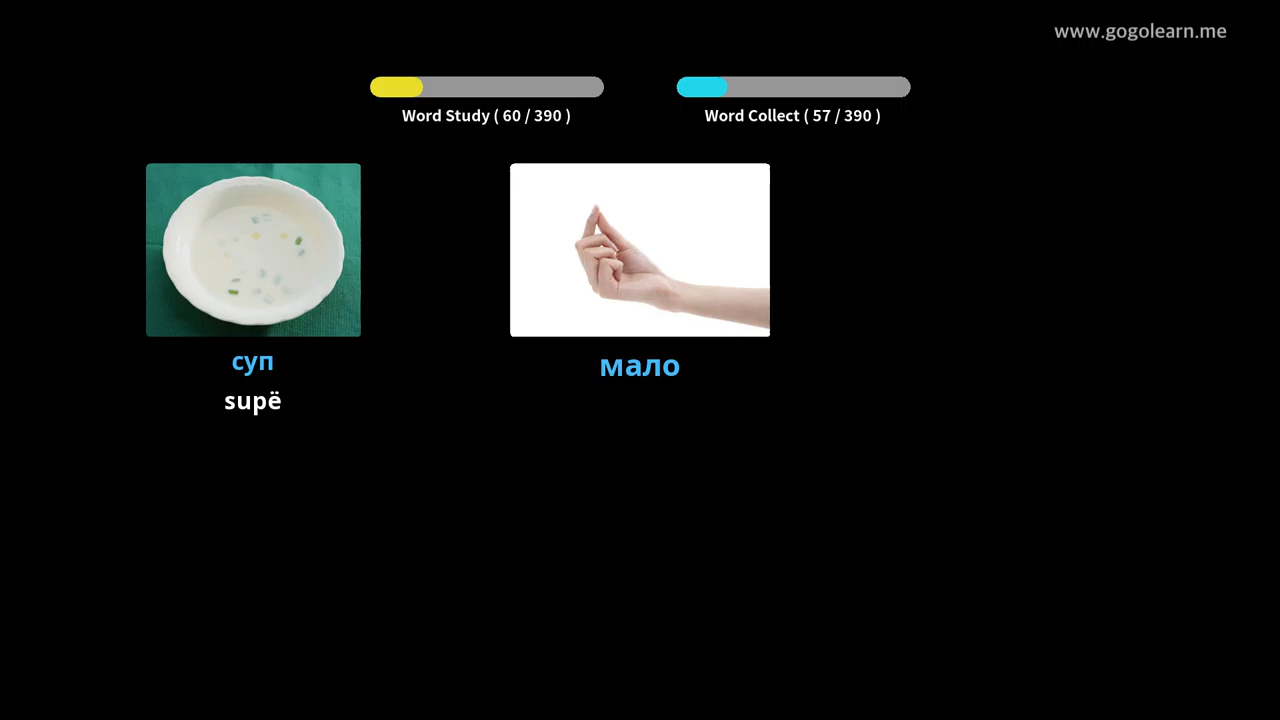 www.gogolearn.me
Word Study ( 60 / 390 )
Word Collect ( 57 / 390 )
суп
supë
мало